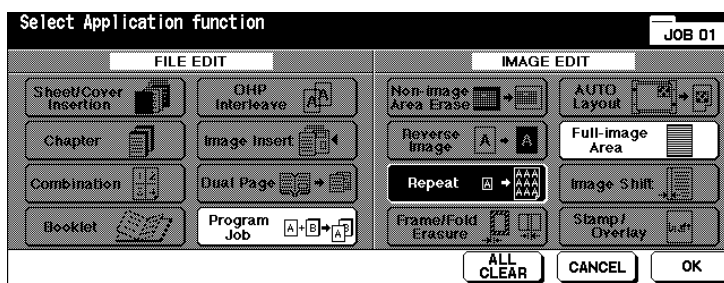 Select Application function
JOB 01
FILE EDIT
IMAGE EDIT
Sheet/Cover
Insertion
OHP
Interleave
Non-image
Area Erase
AUTO
Layout
Chapter
Image Insert
Reverse
Image
Full-image
Area
Combination
Dual Page
Repeat
Image Shift
Booklet
Program
Job
Frame/Fold
Erasure
Stamp/
Overlay
ALL
CLEAR
CANCEL
OK